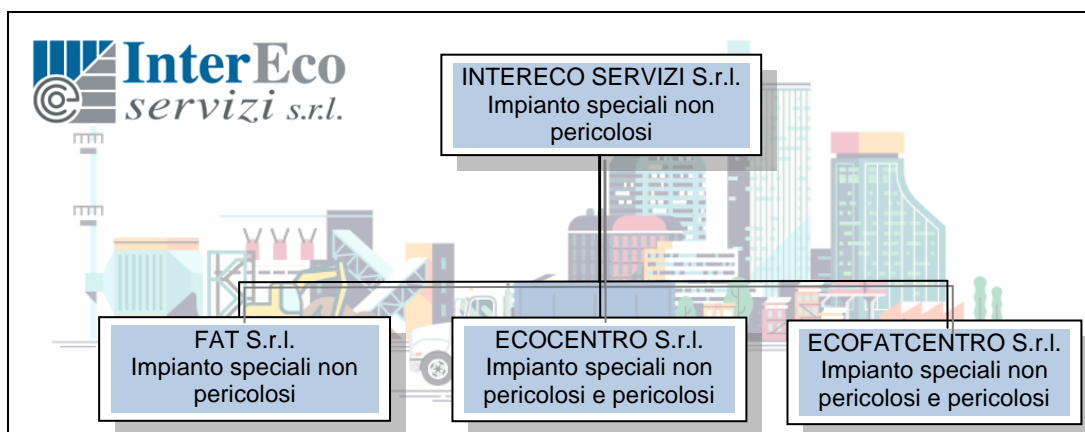 InterEco
servizi s.r.l.
INTERECO SERVIZI S.r.l.
Impianto speciali non
pericolosi
FAT S.r.l.
Impianto speciali non
pericolosi
ECOCENTRO S.r.l.
Impianto speciali non
pericolosi e pericolosi
ECOFATCENTRO S.r.l.
Impianto speciali non
pericolosi e pericolosi